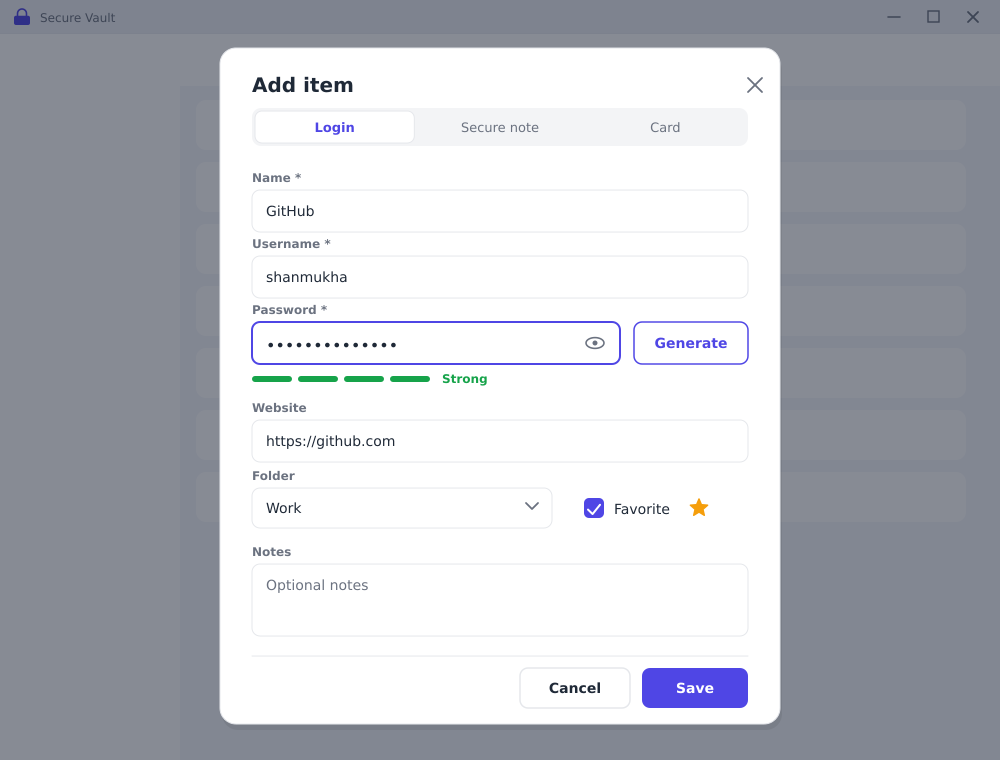 Secure Vault
Add item
Login Secure note Card
Name *
GitHub
Username *
shanmukha
Password *
••••••••••••••
Generate
Strong
Website
https://github.com
Folder
Work
Favorite
Notes
Optional notes
Cancel Save